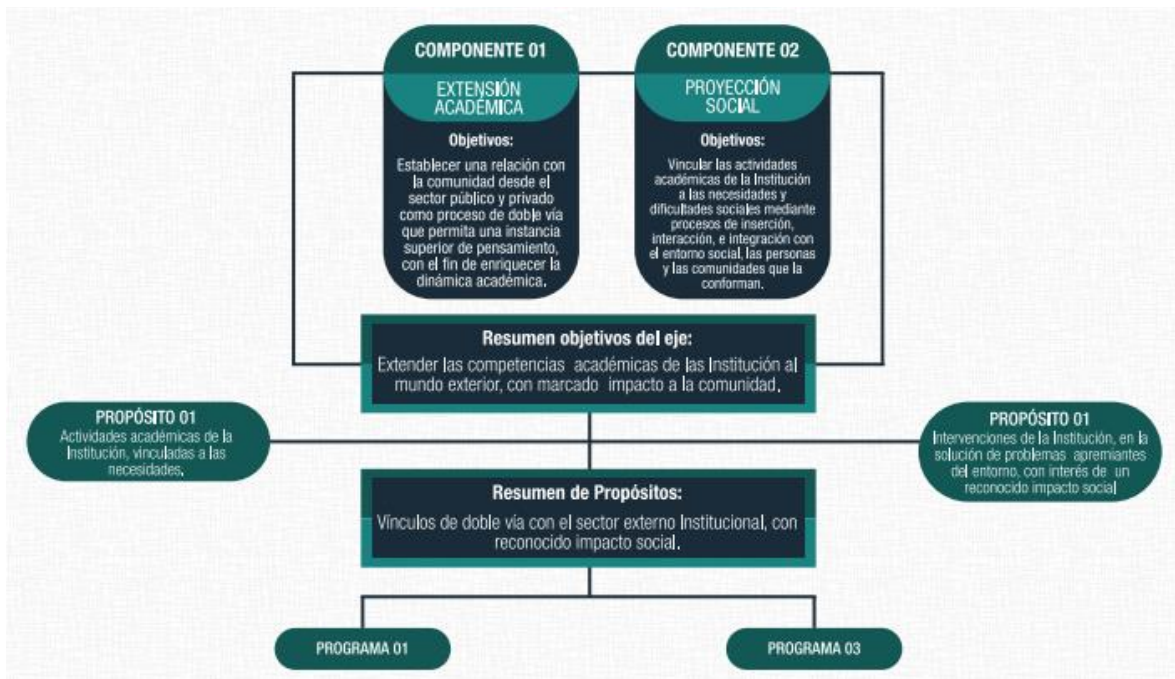 COMPONENTE 01
EXTENSIÓN
ACADÉMICA
Objetivos:
Establecer una relación con
la comunidad desde el
sector público y privado
como proceso de doble vía
que permita una instancia
superior de pensamiento,
con el fin de enriquecer la
dinámica académica.
COMPONENTE 02
PROYECCIÓN
SOCIAL
Objetivos:
Vincular las actividades
académicas de la Institución
a las necesidades y
dificultades sociales mediante
procesos de inserción,
interacción, e integración con
el entorno social, las personas
y las comunidades que la
conforman.
Resumen objetivos del eje:
Extender las competencias académicas de las Institución al
mundo exterior, con marcado impacto a la comunidad.
PROPÓSITO 01
Actividades académicas de la
Institución, vinculadas a las
necesidades.
PROPÓSITO 01
Intervenciones de la Institución, en la
solución de problemas apremiantes
del entorno, con interés de un
reconocido impacto social
Resumen de Propósitos:
Vínculos de doble vía con el sector externo Institucional, con
reconocido impacto social.
PROGRAMA 01
PROGRAMA 03